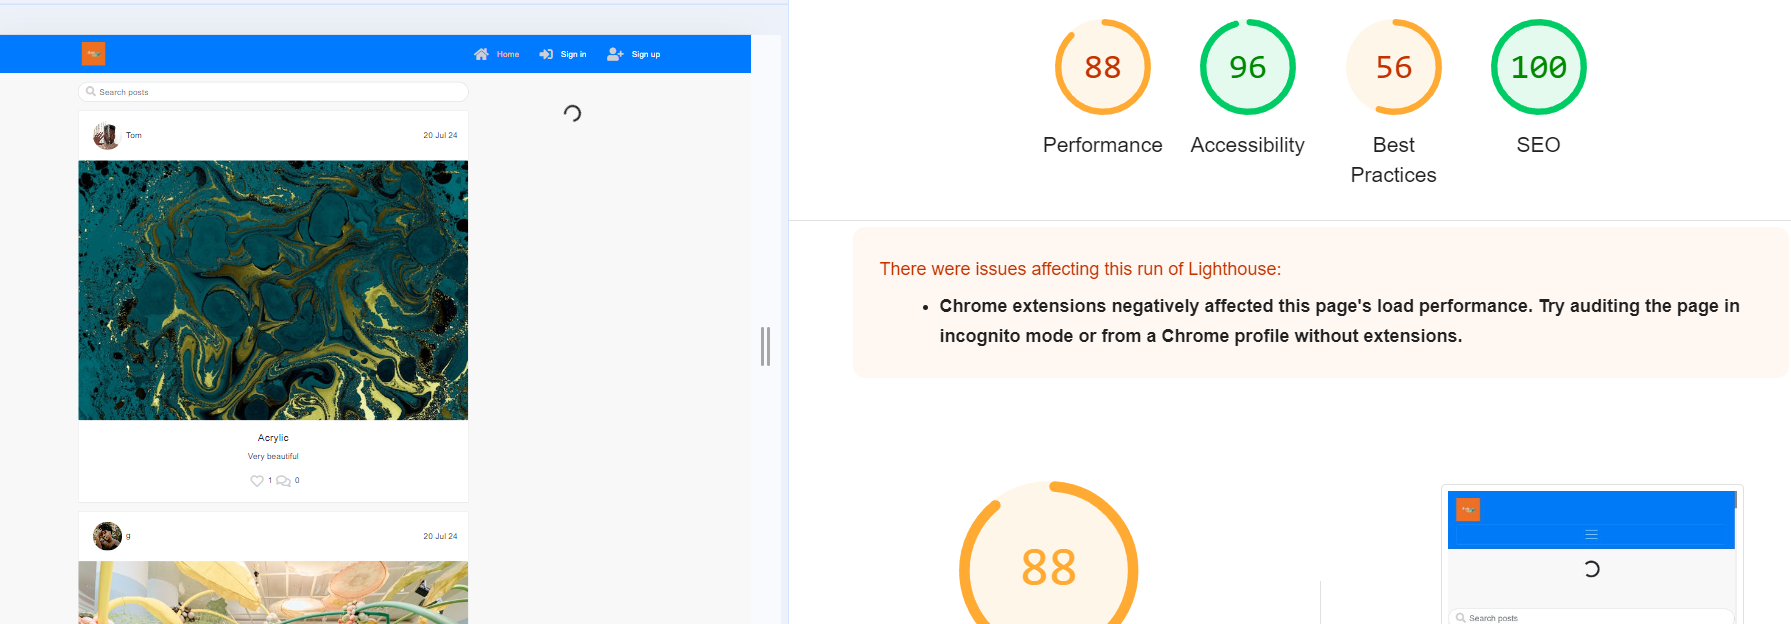 Home
Sign in
Sign up
Search posts
Tom
20 Jul 24
Acrylic
Very beautiful
1
0
g
20 Jul 24
88
96
56
100
Performance
Accessibility
Best
Practices
SEO
There were issues affecting this run of Lighthouse:
Chrome extensions negatively affected this page's load performance. Try auditing the page in
incognito mode or from a Chrome profile without extensions.
88
Search posts